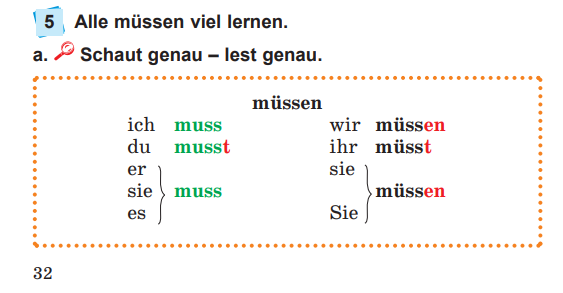 5 Alle müssen viel lernen.
a. Schaut genau – lest genau.
müssen
ich muss wir müssen
du musst ihr müsst
er sie
sie muss müssen
es Sie
32